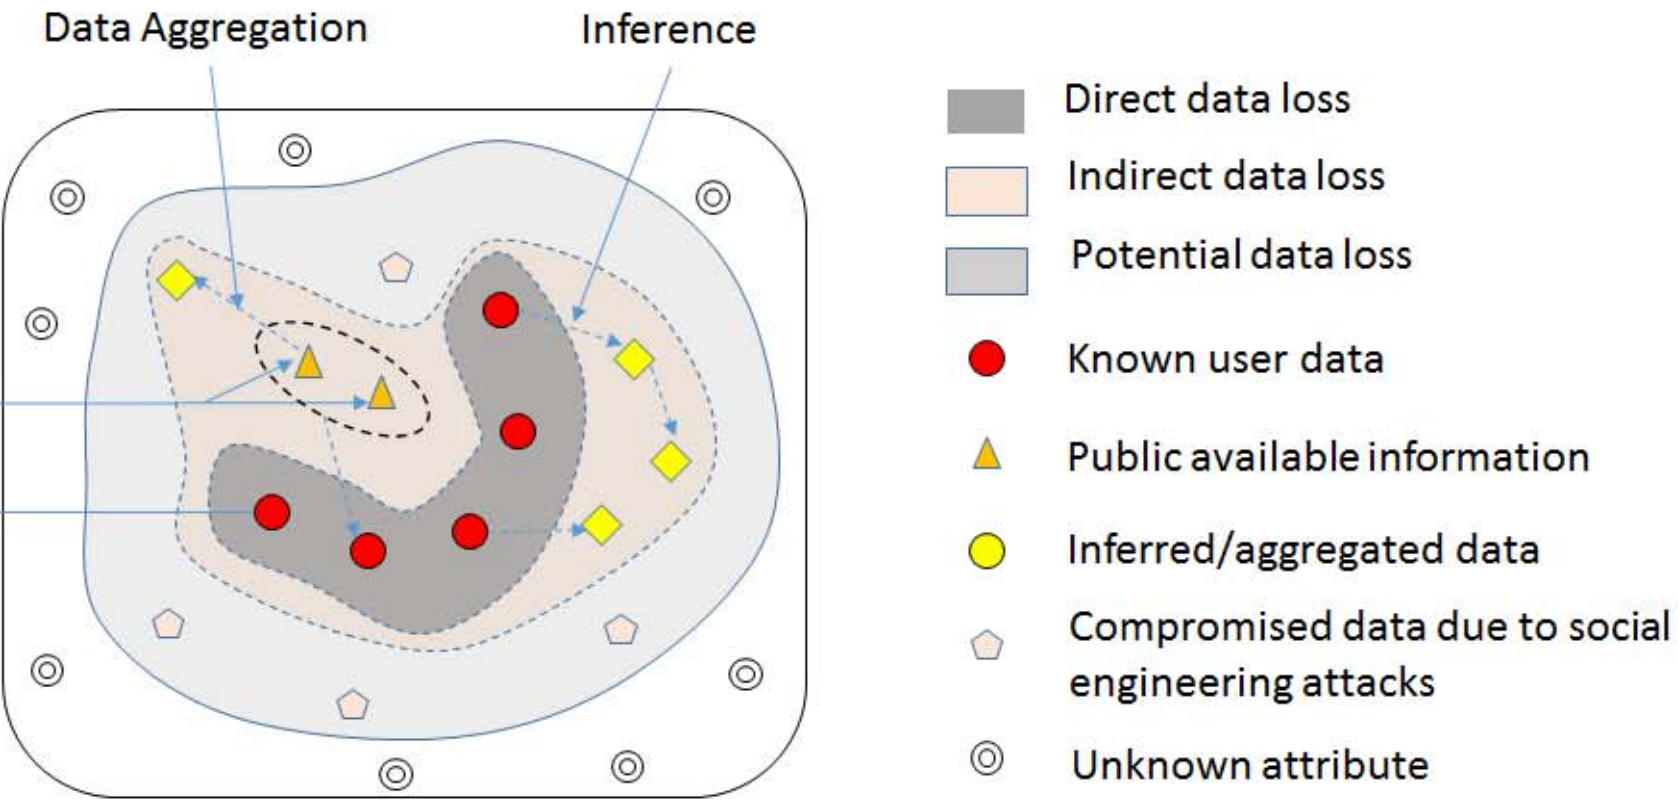 Data Aggregation
Inference
Direct data loss
Indirect data loss
Potential data loss
Known user data
Public available information
Inferred/aggregated data
Compromised data due to social
engineering attacks
Unknown attribute